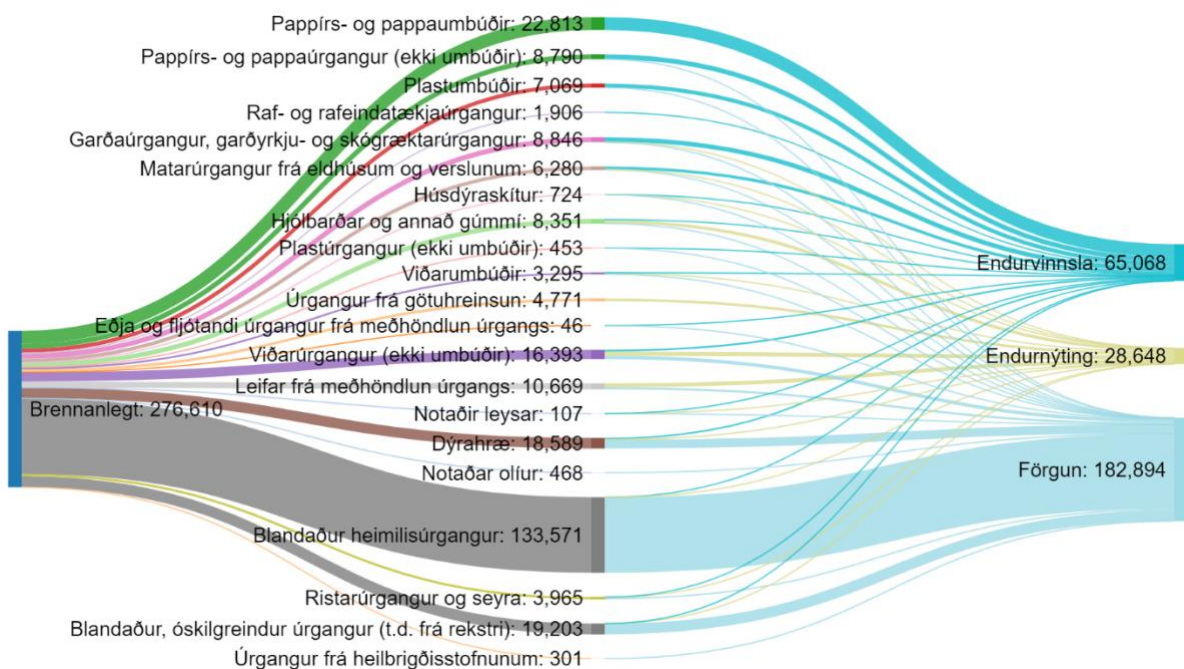 Pappírs- og pappaumbúðir: 22,813
Pappírs- og pappaúrgangur (ekki umbúðir): 8,790
Plastumbúðir: 7,069
Raf- og rafeindatækjaúrgangur: 1,906
Garðaúrgangur, garðyrkju- og skógræktarúrgangur: 8,846
Matarúrgangur frá eldhúsum og verslunum: 6,280
Húsdýraskítur: 724
Hjólbarðar og annað gúmmí: 8,351
Plastúrgangur (ekki umbúðir): 453
Viðarumbúðir: 3,295
Úrgangur frá götuhreinsun: 4,771
Eðja og fljótandi úrgangur frá meðhöndlun úrgangs: 46
Viðarúrgangur (ekki umbúðir): 16,393
Leifar frá meðhöndlun úrgangs: 10,669
Brennanlegt: 276,610
Notaðir leysar: 107
Dýrahræ: 18,589
Notaðar olíur: 468
Blandaður heimilisúrgangur: 133,571
Ristarúrgangur og seyra: 3,965
Blandaður, óskilgreindur úrgangur (t.d. frá rekstri): 19,203
Úrgangur frá heilbrigðisstofnunum: 301
Endurvinnsla: 65,068
Endurnýting: 28,648
Förgun: 182,894